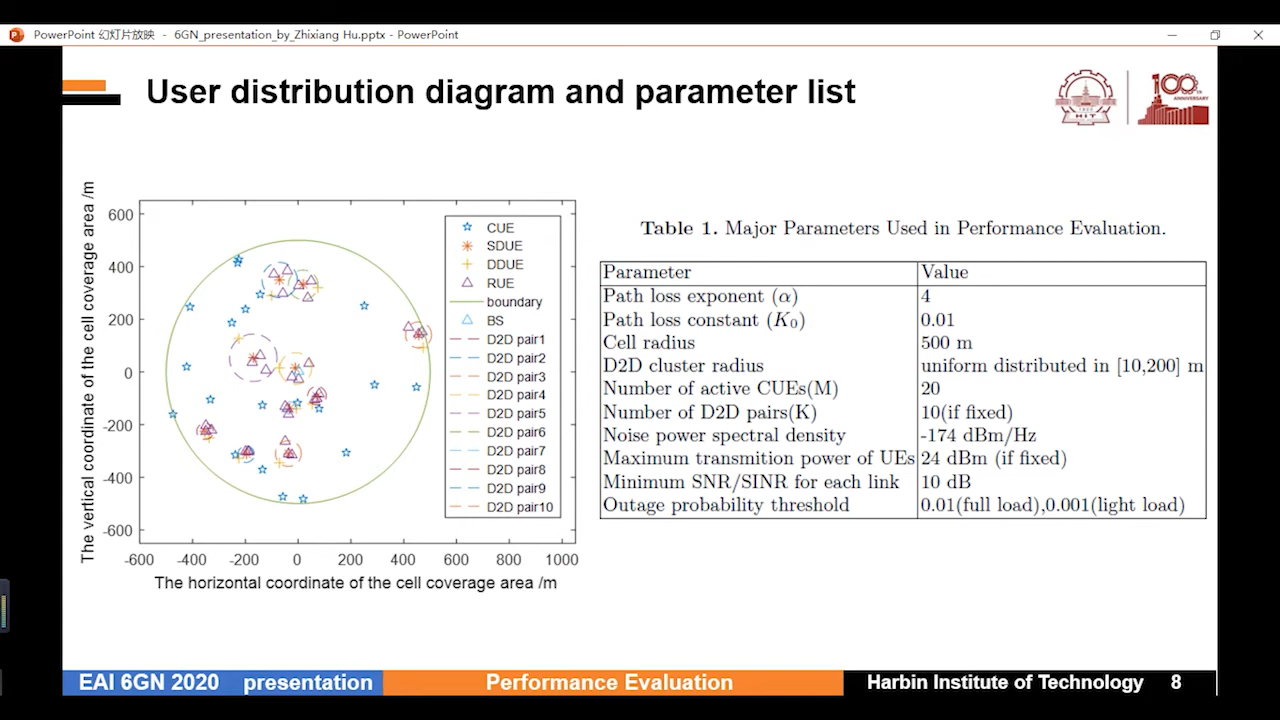 PowerPoint 幻灯片放映 - 6GN_presentation_by_Zhixiang Hu.pptx - PowerPoint
User distribution diagram and parameter list
HIT
100TH
ANNIVERSARY
The vertical coordinate of the cell coverage area /m
600
400
200
0
-200
-400
-600
-600 -400 -200 0 200 400 600 800 1000
The horizontal coordinate of the cell coverage area /m
CUE
SDUE
DDUE
RUE
boundary
BS
D2D pair1
D2D pair2
D2D pair3
D2D pair4
D2D pair5
D2D pair6
D2D pair7
D2D pair8
D2D pair9
D2D pair10
Table 1. Major Parameters Used in Performance Evaluation.
Parameter Value
Path loss exponent (α) 4
Path loss constant (K₀) 0.01
Cell radius 500 m
D2D cluster radius uniform distributed in [10,200] m
Number of active CUEs(M) 20
Number of D2D pairs(K) 10(if fixed)
Noise power spectral density -174 dBm/Hz
Maximum transmition power of UEs 24 dBm (if fixed)
Minimum SNR/SINR for each link 10 dB
Outage probability threshold 0.01(full load),0.001(light load)
EAI 6GN 2020 presentation Performance Evaluation Harbin Institute of Technology 8